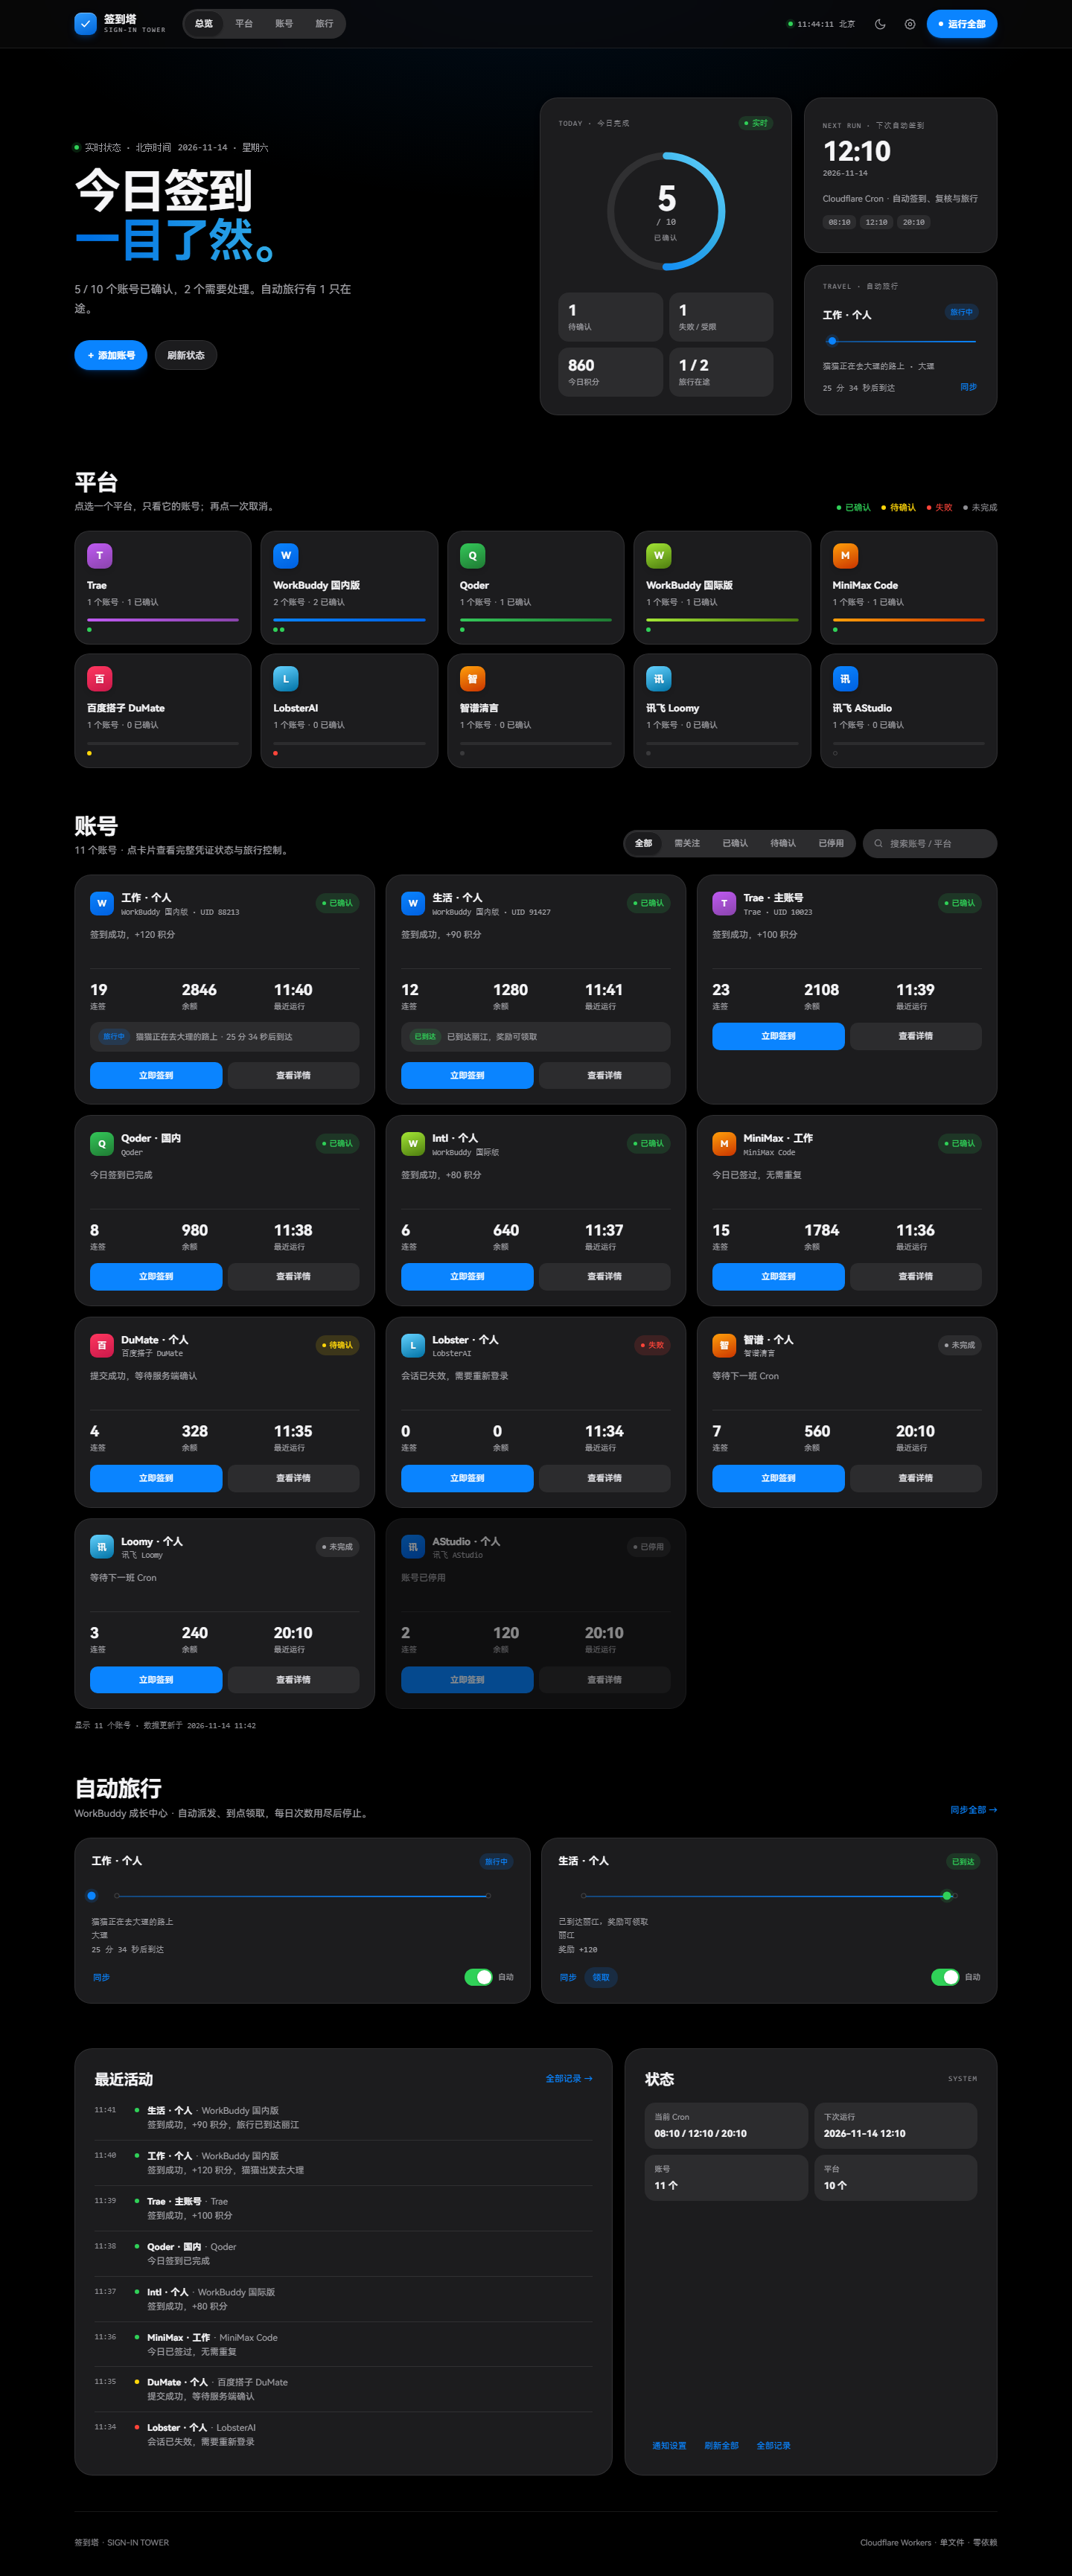 签到塔
SIGN-IN TOWER
总览 平台 账号 旅行
11:44:11 北京
运行全部
实时状态 · 北京时间 2026-11-14 · 星期六
今日签到
一目了然。
5 / 10 个账号已确认，2 个需要处理。自动旅行有 1 只在
途。
+ 添加账号 刷新状态
TODAY · 今日完成 实时
5
/ 10
已确认
1
待确认
1
失败 / 受限
860
今日积分
1 / 2
旅行在途
NEXT RUN · 下次自动签到
12:10
2026-11-14
Cloudflare Cron · 自动签到、复核与旅行
08:10 12:10 20:10
TRAVEL · 自动旅行
工作 · 个人 旅行中
猫猫正在去大理的路上 · 大理
25 分 34 秒后到达 同步
平台
点选一个平台，只看它的账号；再点一次取消。
已确认 待确认 失败 未完成
T
Trae
1 个账号 · 1 已确认
W
WorkBuddy 国内版
2 个账号 · 2 已确认
Q
Qoder
1 个账号 · 1 已确认
W
WorkBuddy 国际版
1 个账号 · 1 已确认
M
MiniMax Code
1 个账号 · 1 已确认
百
百度搭子 DuMate
1 个账号 · 0 已确认
L
LobsterAI
1 个账号 · 0 已确认
智
智谱清言
1 个账号 · 0 已确认
讯
讯飞 Loomy
1 个账号 · 0 已确认
讯
讯飞 AStudio
1 个账号 · 0 已确认
账号
11 个账号 · 点卡片查看完整凭证状态与旅行控制。
全部 需关注 已确认 待确认 已停用
搜索账号 / 平台
W 工作 · 个人 已确认
WorkBuddy 国内版 · UID 88213
签到成功，+120 积分
19 2846 11:40
连签 余额 最近运行
旅行中 猫猫正在去大理的路上 · 25 分 34 秒后到达
立即签到 查看详情
W 生活 · 个人 已确认
WorkBuddy 国内版 · UID 91427
签到成功，+90 积分
12 1280 11:41
连签 余额 最近运行
已到达 已到达丽江，奖励可领取
立即签到 查看详情
T Trae · 主账号 已确认
Trae · UID 10023
签到成功，+100 积分
23 2108 11:39
连签 余额 最近运行
立即签到 查看详情
Q Qoder · 国内 已确认
Qoder
今日签到已完成
8 980 11:38
连签 余额 最近运行
立即签到 查看详情
W Intl · 个人 已确认
WorkBuddy 国际版
签到成功，+80 积分
6 640 11:37
连签 余额 最近运行
立即签到 查看详情
M MiniMax · 工作 已确认
MiniMax Code
今日已签过，无需重复
15 1784 11:36
连签 余额 最近运行
立即签到 查看详情
百 DuMate · 个人 待确认
百度搭子 DuMate
提交成功，等待服务端确认
4 328 11:35
连签 余额 最近运行
立即签到 查看详情
L Lobster · 个人 失败
LobsterAI
会话已失效，需要重新登录
0 0 11:34
连签 余额 最近运行
立即签到 查看详情
智 智谱 · 个人 未完成
智谱清言
等待下一班 Cron
7 560 20:10
连签 余额 最近运行
立即签到 查看详情
讯 Loomy · 个人 未完成
讯飞 Loomy
等待下一班 Cron
3 240 20:10
连签 余额 最近运行
立即签到 查看详情
讯 AStudio · 个人 已停用
讯飞 AStudio
账号已停用
2 120 20:10
连签 余额 最近运行
立即签到 查看详情
显示 11 个账号 · 数据更新于 2026-11-14 11:42
自动旅行
WorkBuddy 成长中心 · 自动派发、到点领取，每日次数用尽后停止。
同步全部 →
工作 · 个人 旅行中
猫猫正在去大理的路上
大理
25 分 34 秒后到达
同步 自动
生活 · 个人 已到达
已到达丽江，奖励可领取
丽江
奖励 +120
同步 领取 自动
最近活动 全部记录 →
11:41 生活 · 个人 · WorkBuddy 国内版
签到成功，+90 积分，旅行已到达丽江
11:40 工作 · 个人 · WorkBuddy 国内版
签到成功，+120 积分，猫猫出发去大理
11:39 Trae · 主账号 · Trae
签到成功，+100 积分
11:38 Qoder · 国内 · Qoder
今日签到已完成
11:37 Intl · 个人 · WorkBuddy 国际版
签到成功，+80 积分
11:36 MiniMax · 工作 · MiniMax Code
今日已签过，无需重复
11:35 DuMate · 个人 · 百度搭子 DuMate
提交成功，等待服务端确认
11:34 Lobster · 个人 · LobsterAI
会话已失效，需要重新登录
状态 SYSTEM
当前 Cron
08:10 / 12:10 / 20:10
下次运行
2026-11-14 12:10
账号
11 个
平台
10 个
通知设置 刷新全部 全部记录
签到塔 · SIGN-IN TOWER
Cloudflare Workers · 单文件 · 零依赖